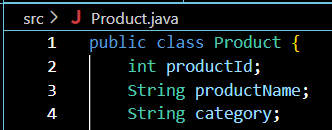 src > Product.java
1 public class Product {
2 int productId;
3 String productName;
4 String category;